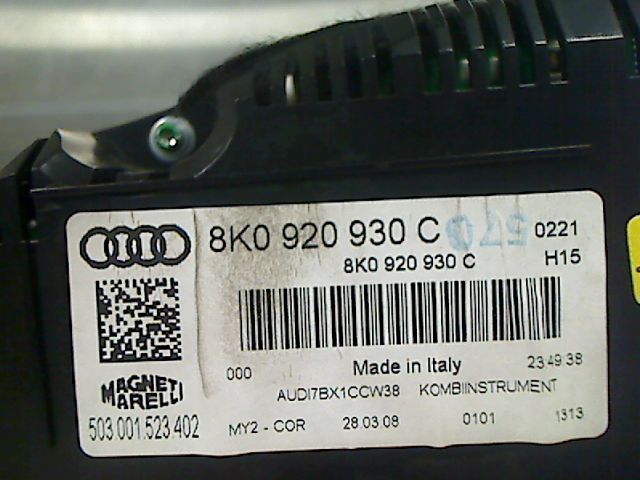 8K0 920 930 C 0221
8K0 920 930 C H15
000 Made in Italy 23 49.38
MAGNETI
MARELLI
AUDI7BX1CCW38 KOMBIINSTRUMENT
503.001.523.402 MY2 - COR 28.03.08 0101 1313